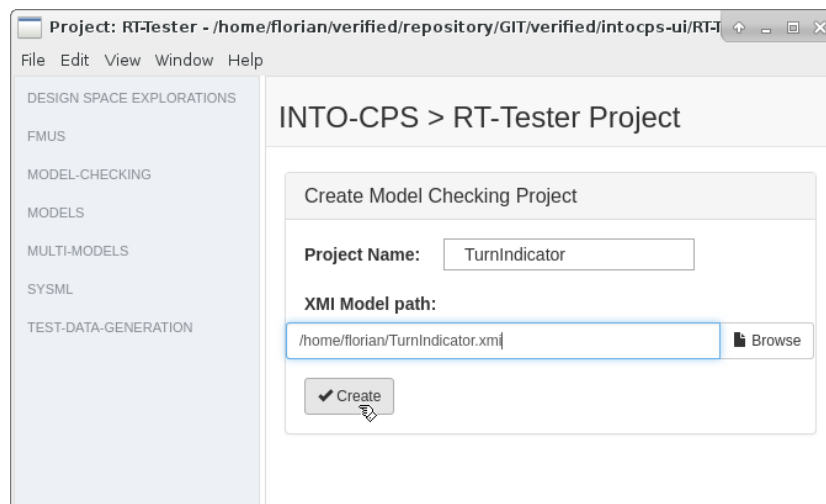 Project: RT-Tester - /home/florian/verified/repository/GIT/verified/intocps-ui/RT-T
File Edit View Window Help
DESIGN SPACE EXPLORATIONS
FMUS
MODEL-CHECKING
MODELS
MULTI-MODELS
SYSML
TEST-DATA-GENERATION
INTO-CPS > RT-Tester Project
Create Model Checking Project
Project Name: TurnIndicator
XMI Model path:
/home/florian/TurnIndicator.xmi Browse
Create